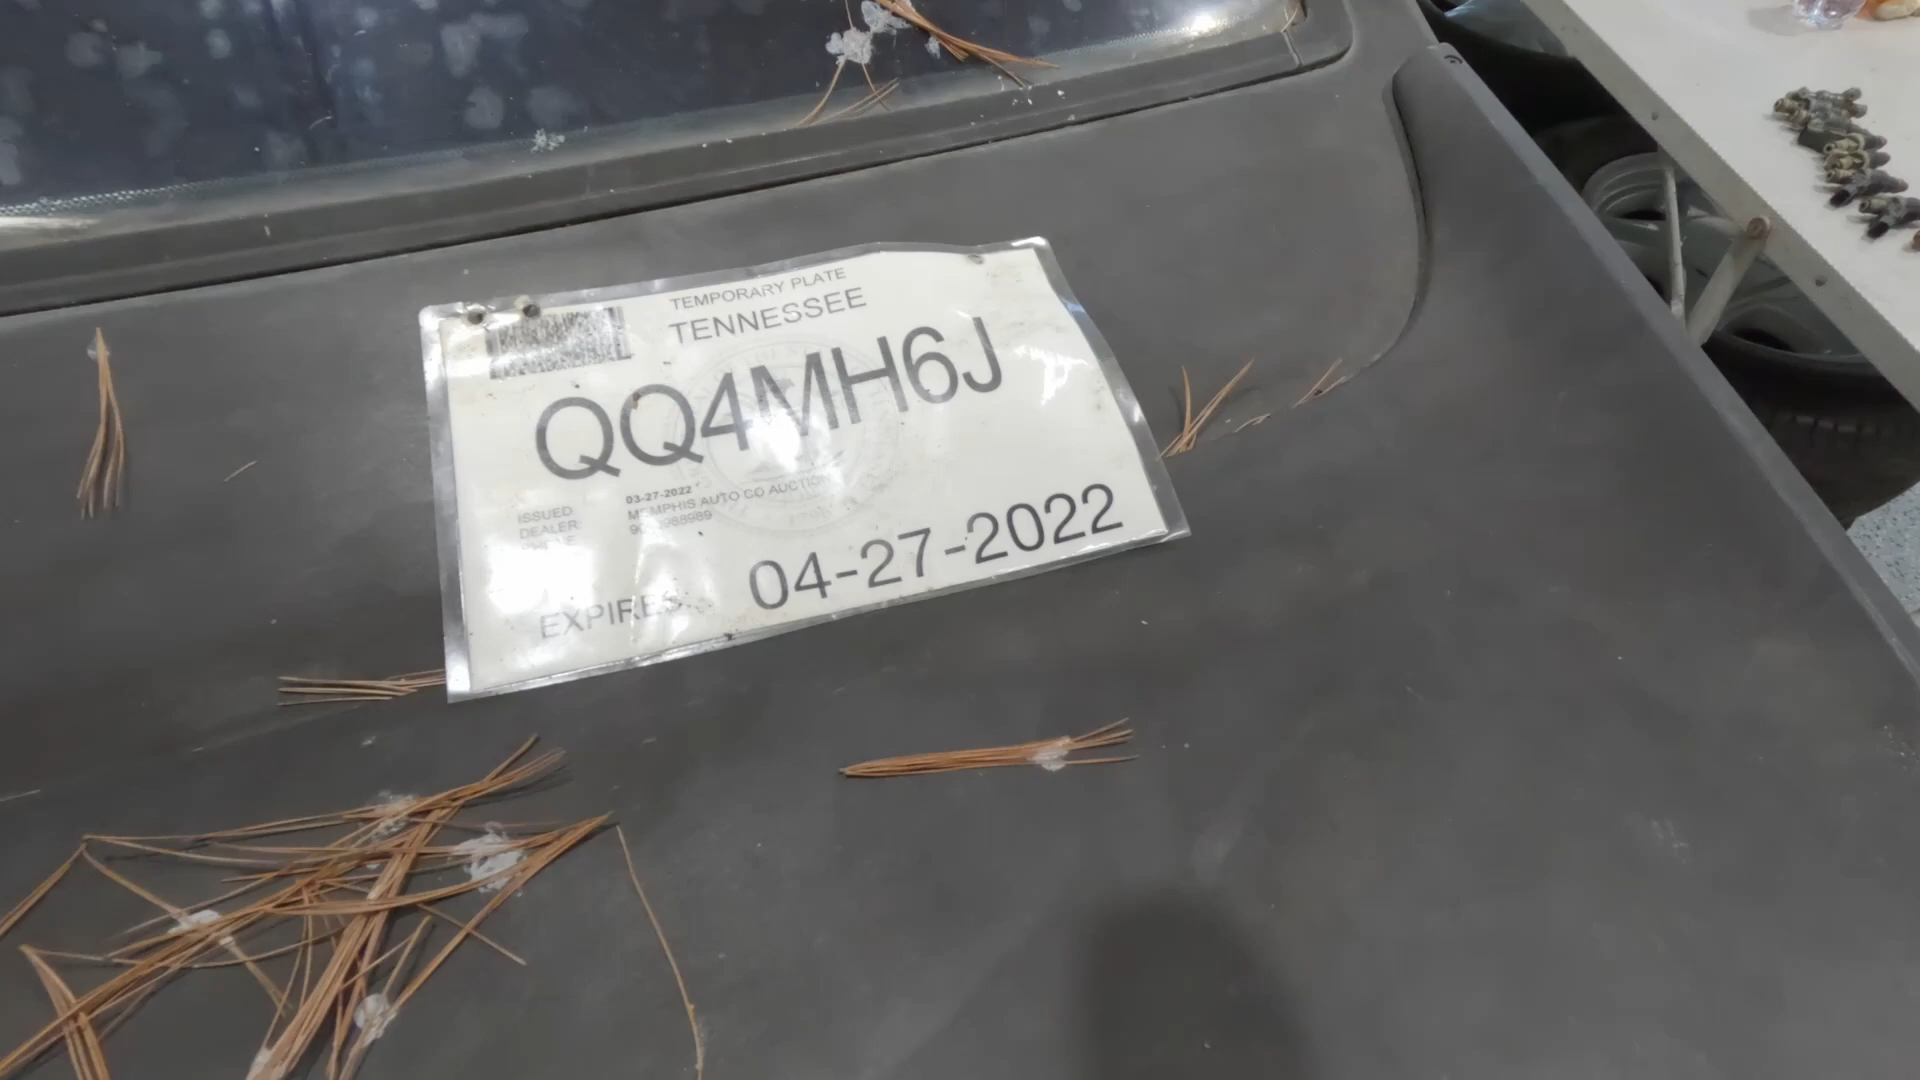 TEMPORARY PLATE
TENNESSEE
QQ4MH6J
ISSUED 03-27-2022
DEALER MEMPHIS AUTO CO AUCTION
EXPIRES: 04-27-2022